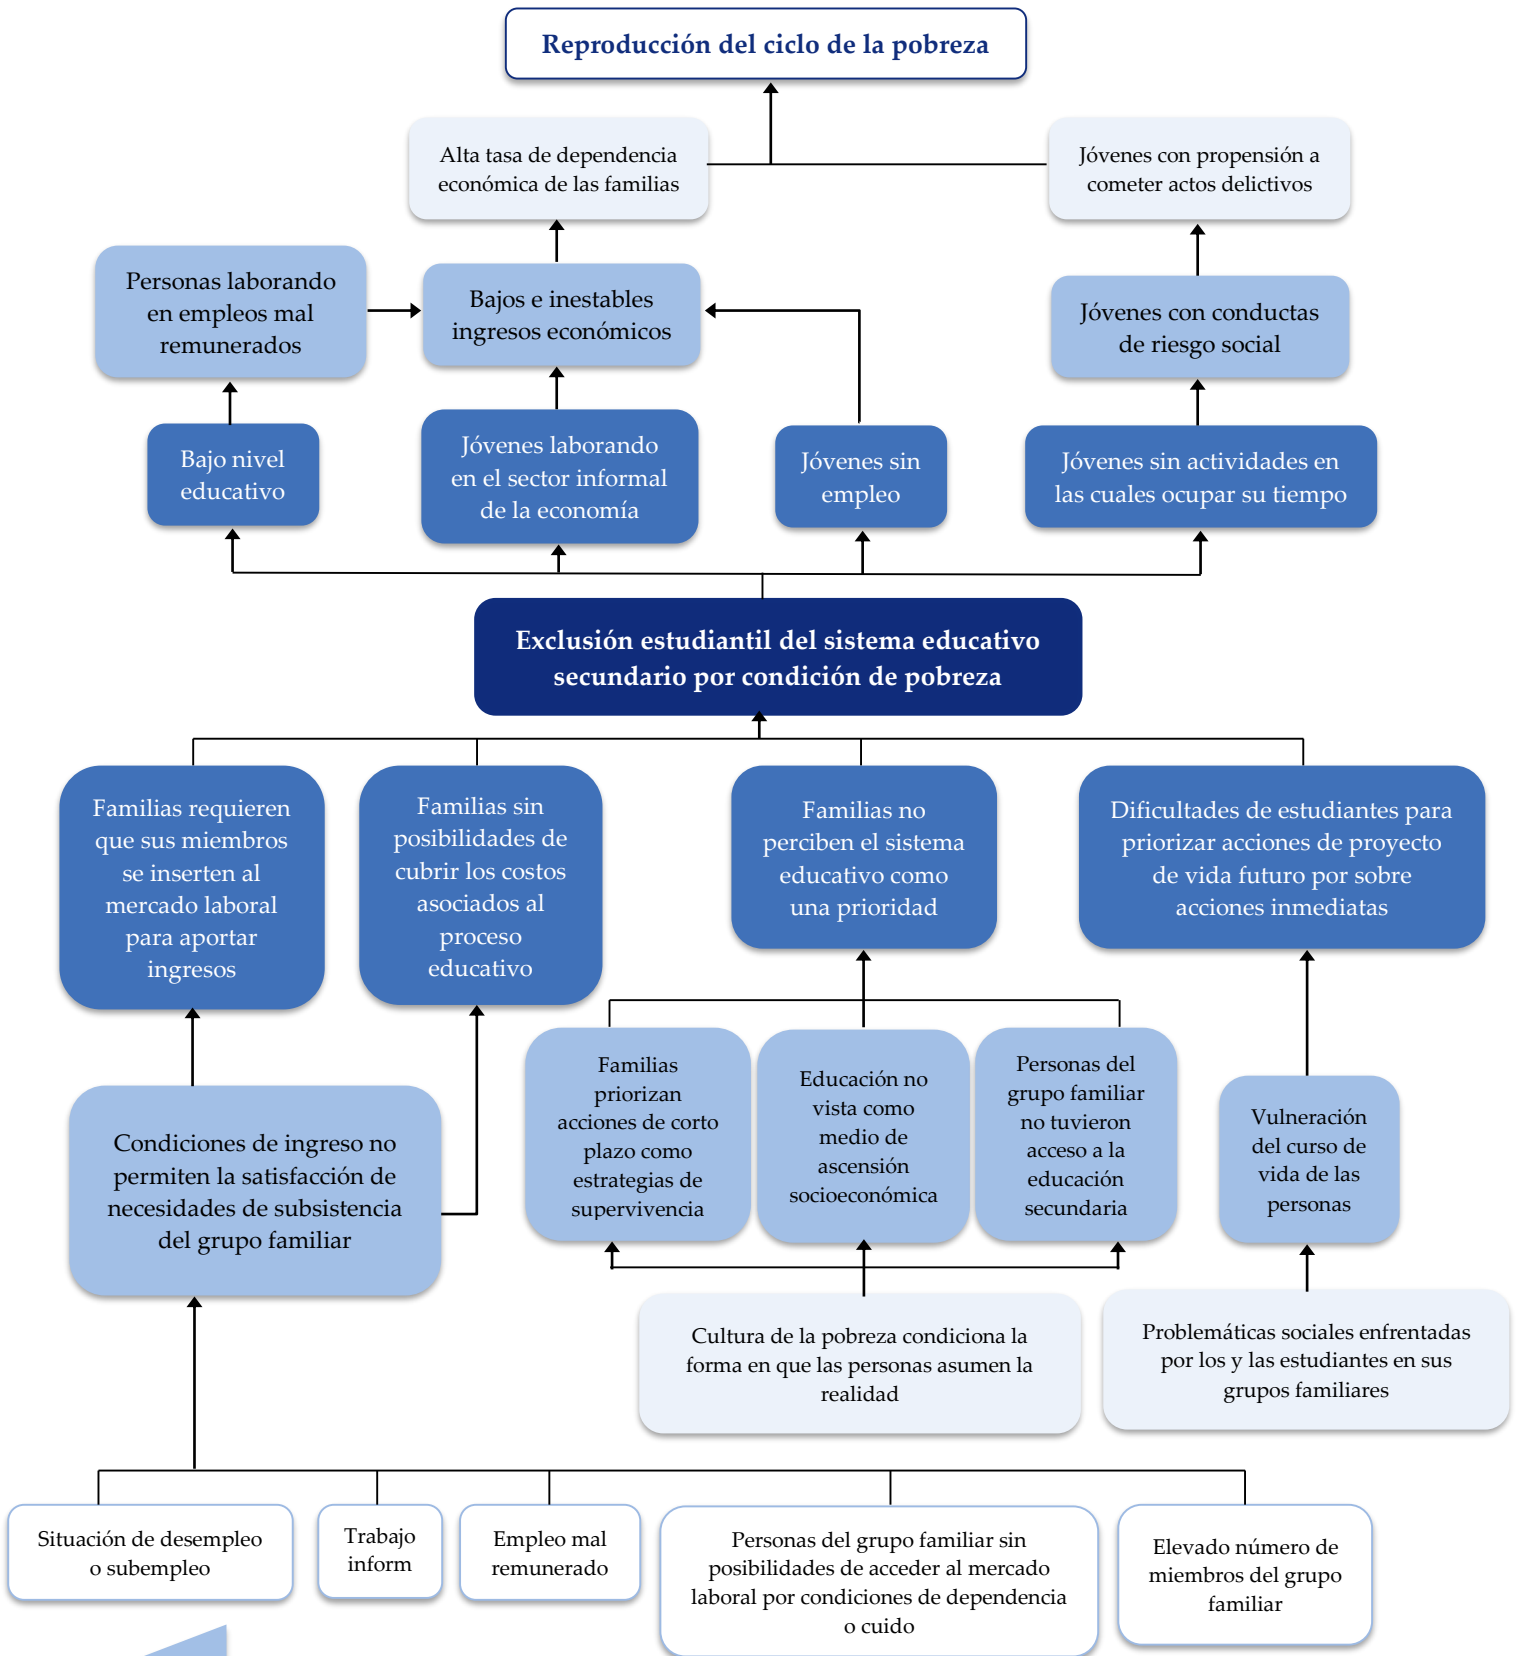 Reproducción del ciclo de la pobreza
Alta tasa de dependencia
económica de las familias
Jóvenes con propensión a
cometer actos delictivos
Personas laborando
en empleos mal
remunerados
Bajos e inestables
ingresos económicos
Jóvenes con conductas
de riesgo social
Bajo nivel
educativo
Jóvenes laborando
en el sector informal
de la economía
Jóvenes sin
empleo
Jóvenes sin actividades en
las cuales ocupar su tiempo
Exclusión estudiantil del sistema educativo
secundario por condición de pobreza
Familias requieren
que sus miembros
se inserten al
mercado laboral
para aportar
ingresos
Familias sin
posibilidades de
cubrir los costos
asociados al
proceso
educativo
Familias no
perciben el sistema
educativo como
una prioridad
Dificultades de estudiantes para
priorizar acciones de proyecto
de vida futuro por sobre
acciones inmediatas
Condiciones de ingreso no
permiten la satisfacción de
necesidades de subsistencia
del grupo familiar
Familias
priorizan
acciones de corto
plazo como
estrategias de
supervivencia
Educación no
vista como
medio de
ascensión
socioeconómica
Personas del
grupo familiar
no tuvieron
acceso a la
educación
secundaria
Vulneración
del curso de
vida de las
personas
Cultura de la pobreza condiciona la
forma en que las personas asumen la
realidad
Problemáticas sociales enfrentadas
por los y las estudiantes en sus
grupos familiares
Situación de desempleo
o subempleo
Trabajo
inform
Empleo mal
remunerado
Personas del grupo familiar sin
posibilidades de acceder al mercado
laboral por condiciones de dependencia
o cuido
Elevado número de
miembros del grupo
familiar